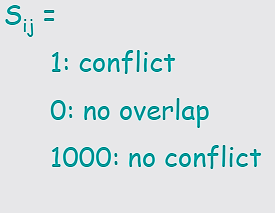 Sij =
1: conflict
0: no overlap
1000: no conflict